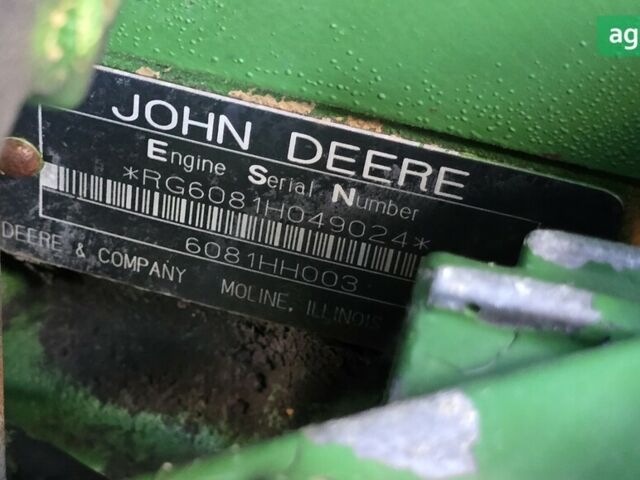 ag
JOHN DEERE
Engine Serial Number
*RG6081H049024*
6081HH003
DEERE & COMPANY MOLINE, ILLINOIS